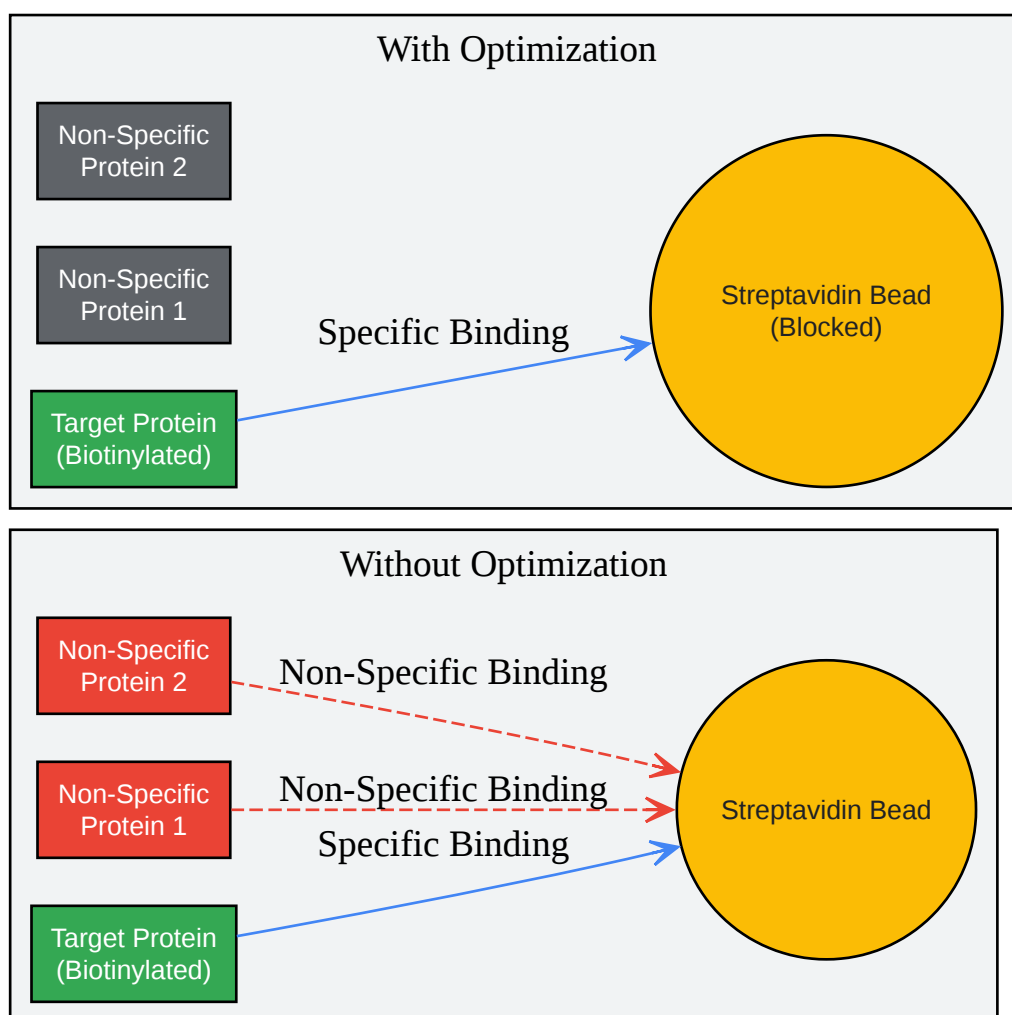 With Optimization
Non-Specific
Protein 2
Non-Specific
Protein 1
Specific Binding
Streptavidin Bead
(Blocked)
Target Protein
(Biotinylated)
Without Optimization
Non-Specific
Protein 2
Non-Specific Binding
Non-Specific
Protein 1
Non-Specific Binding
Specific Binding
Streptavidin Bead
Target Protein
(Biotinylated)